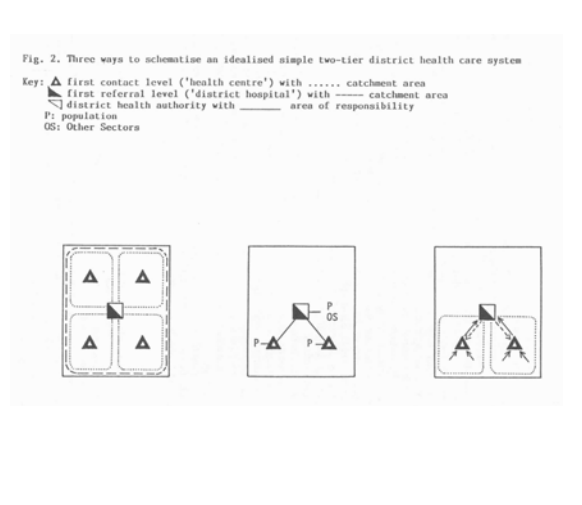 Fig. 2. Three ways to schematise an idealised simple two-tier district health care system
Key: first contact level ('health centre') with ...... catchment area
first referral level ('district hospital') with ----- catchment area
district health authority with ______ area of responsibility
P: population
OS: Other Sectors
P
OS
P P